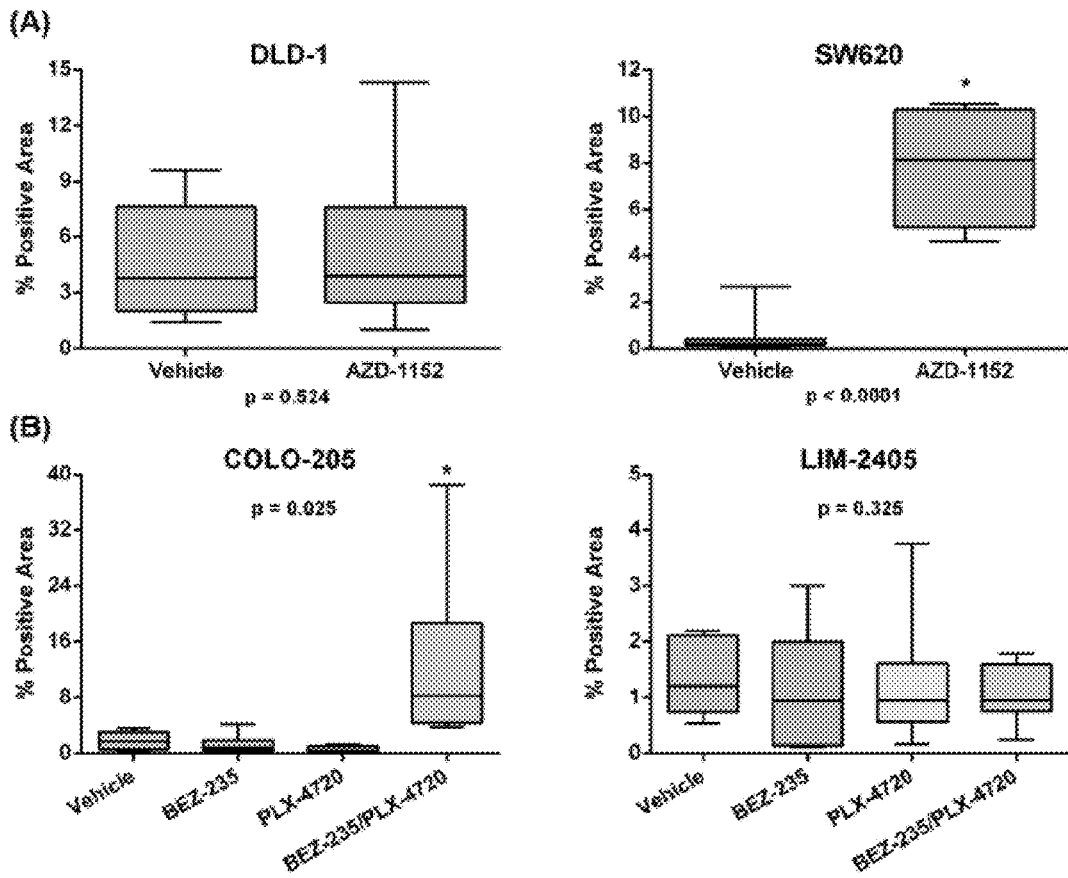 (A)
DLD-1
SW620
% Positive Area
15
12
9
6
3
0
Vehicle
AZD-1152
p = 0.524
% Positive Area
12
10
8
6
4
2
0
*
Vehicle
AZD-1152
p < 0.0001
(B)
COLO-205
LIM-2405
% Positive Area
40
32
24
16
8
0
p = 0.025
*
Vehicle
BEZ-235
PLX-4720
BEZ-235/PLX-4720
% Positive Area
5
4
3
2
1
0
p = 0.325
Vehicle
BEZ-235
PLX-4720
BEZ-235/PLX-4720